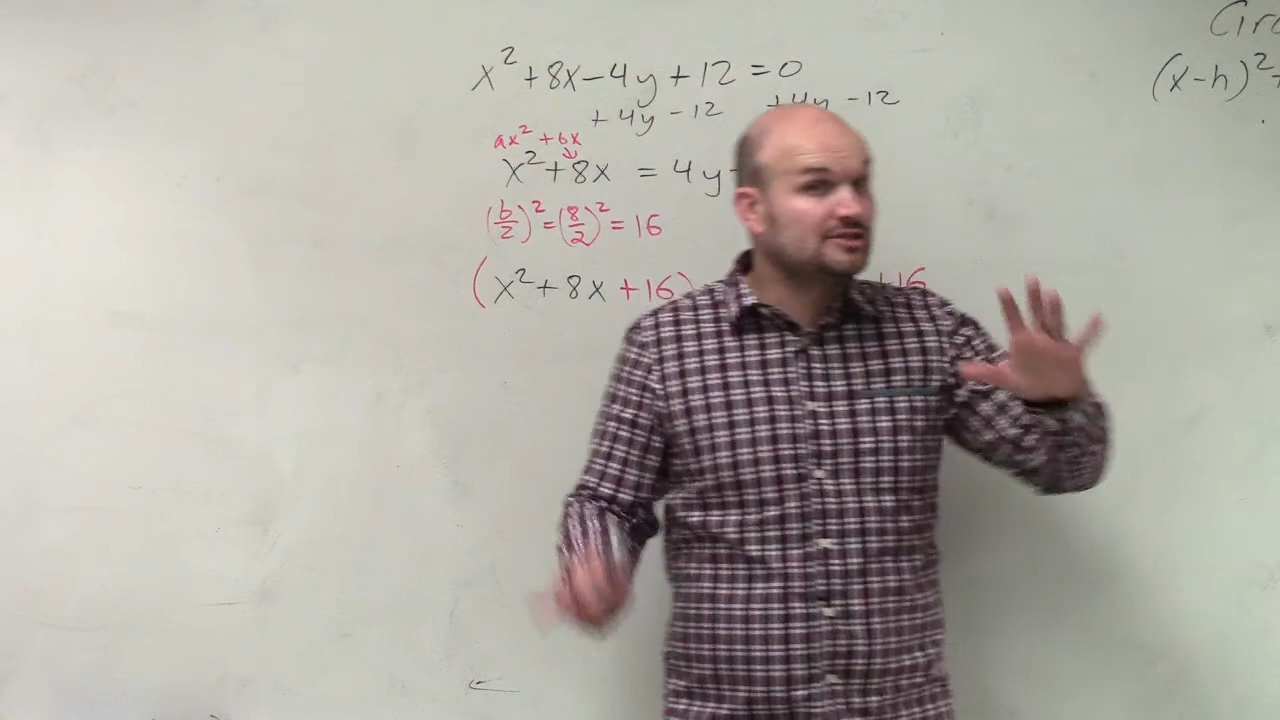 x² + 8x - 4y + 12 = 0
+ 4y - 12 +4y - 12
ax² + bx
x² + 8x = 4y -
(b/2)² = (8/2)² = 16
(x² + 8x + 16) +16
(x-h)²